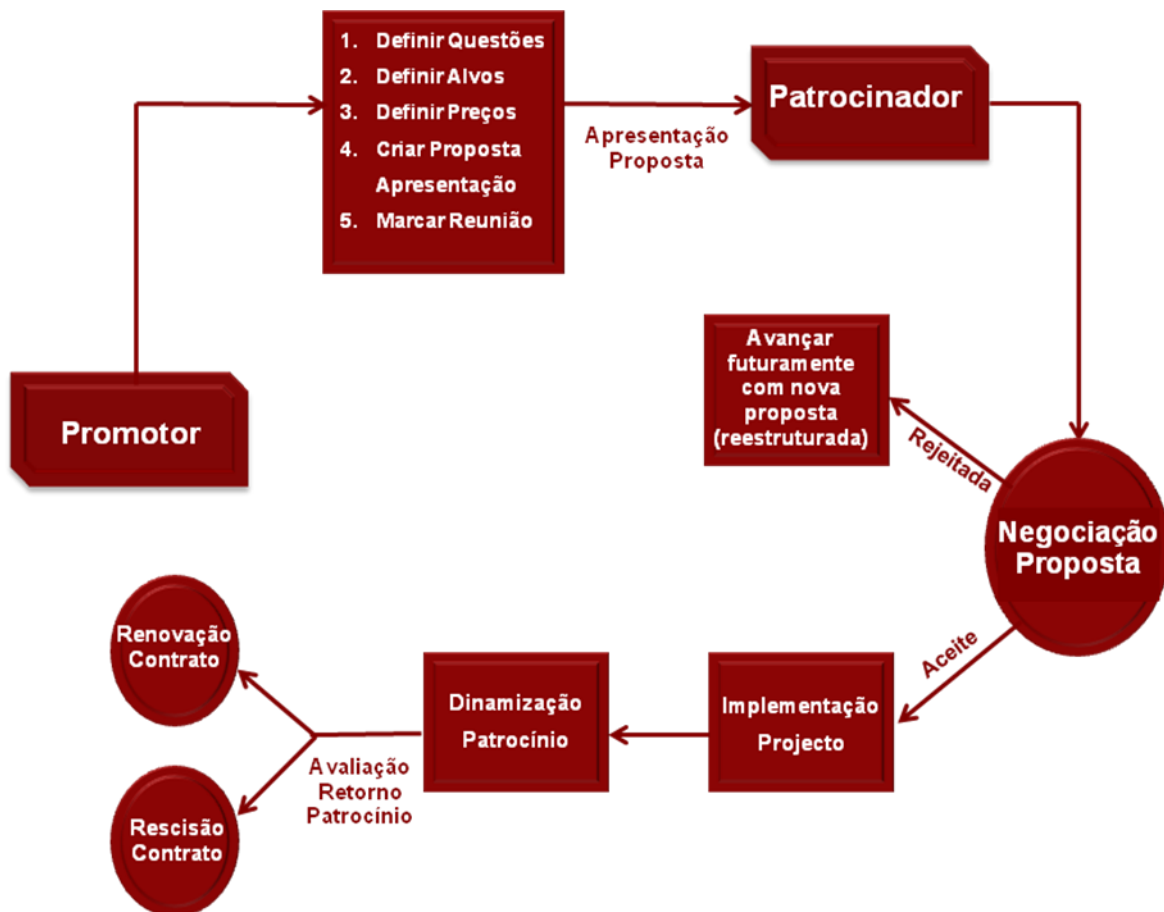 1. Definir Questões
2. Definir Alvos
3. Definir Preços
4. Criar Proposta
Apresentação
5. Marcar Reunião
Apresentação
Proposta
Patrocinador
Promotor
Avançar
futuramente
com nova
proposta
(reestruturada)
Rejeitada
Negociação
Proposta
Aceite
Implementação
Projecto
Dinamização
Patrocínio
Avaliação
Retorno
Patrocínio
Renovação
Contrato
Rescisão
Contrato